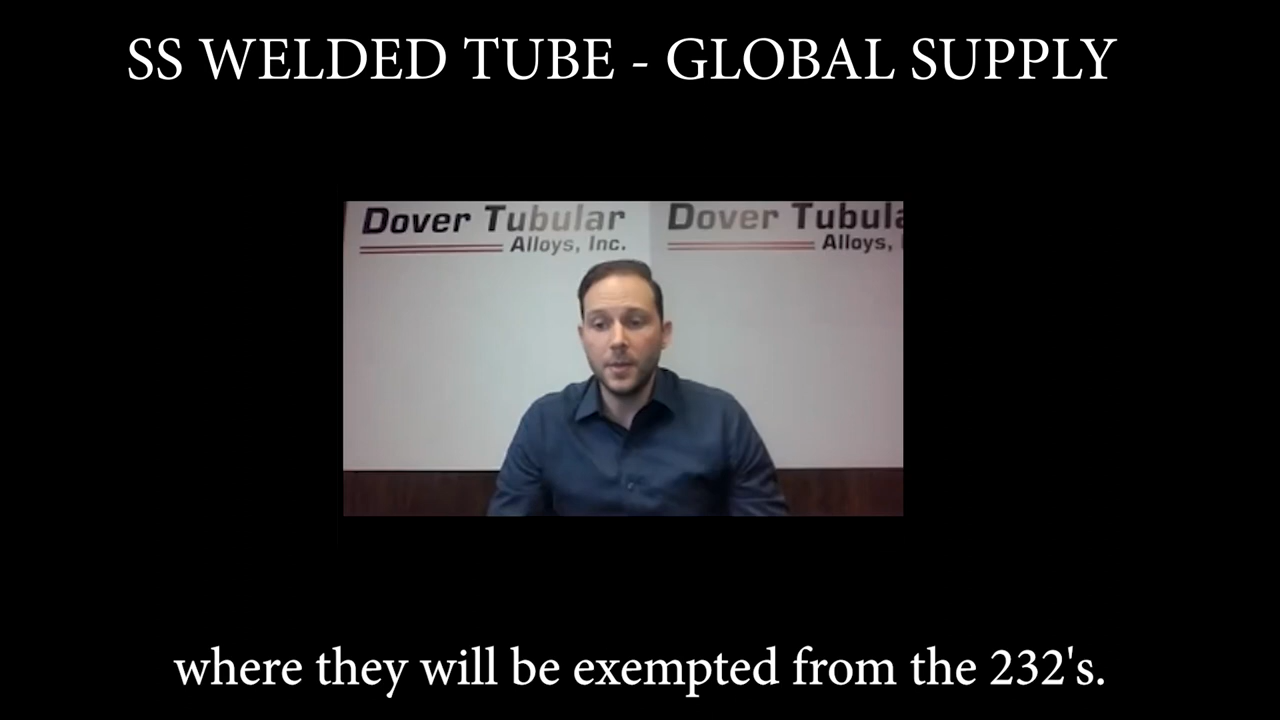 SS WELDED TUBE - GLOBAL SUPPLY
Dover Tubular
Alloys, Inc.
Dover Tubula
Alloys,
where they will be exempted from the 232's.